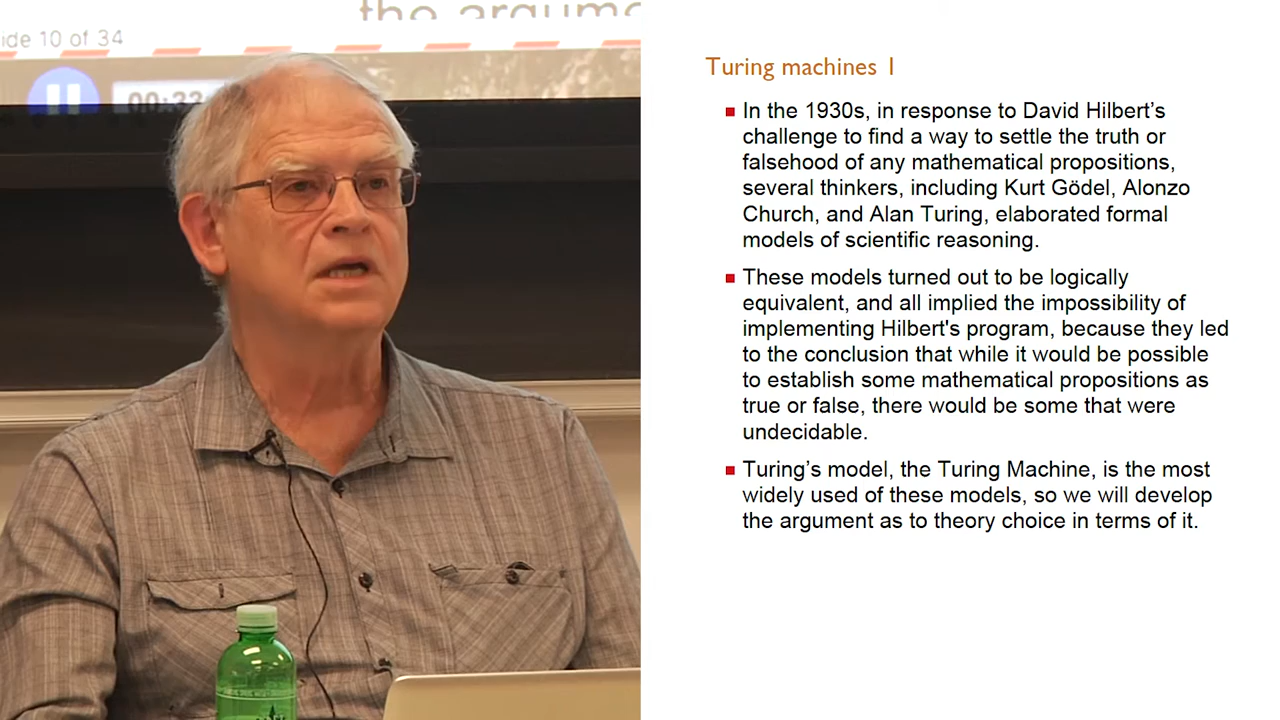 the argume
ide 10 of 34
00:33
Turing machines 1
In the 1930s, in response to David Hilbert's
challenge to find a way to settle the truth or
falsehood of any mathematical propositions,
several thinkers, including Kurt Gödel, Alonzo
Church, and Alan Turing, elaborated formal
models of scientific reasoning.
These models turned out to be logically
equivalent, and all implied the impossibility of
implementing Hilbert's program, because they led
to the conclusion that while it would be possible
to establish some mathematical propositions as
true or false, there would be some that were
undecidable.
Turing's model, the Turing Machine, is the most
widely used of these models, so we will develop
the argument as to theory choice in terms of it.